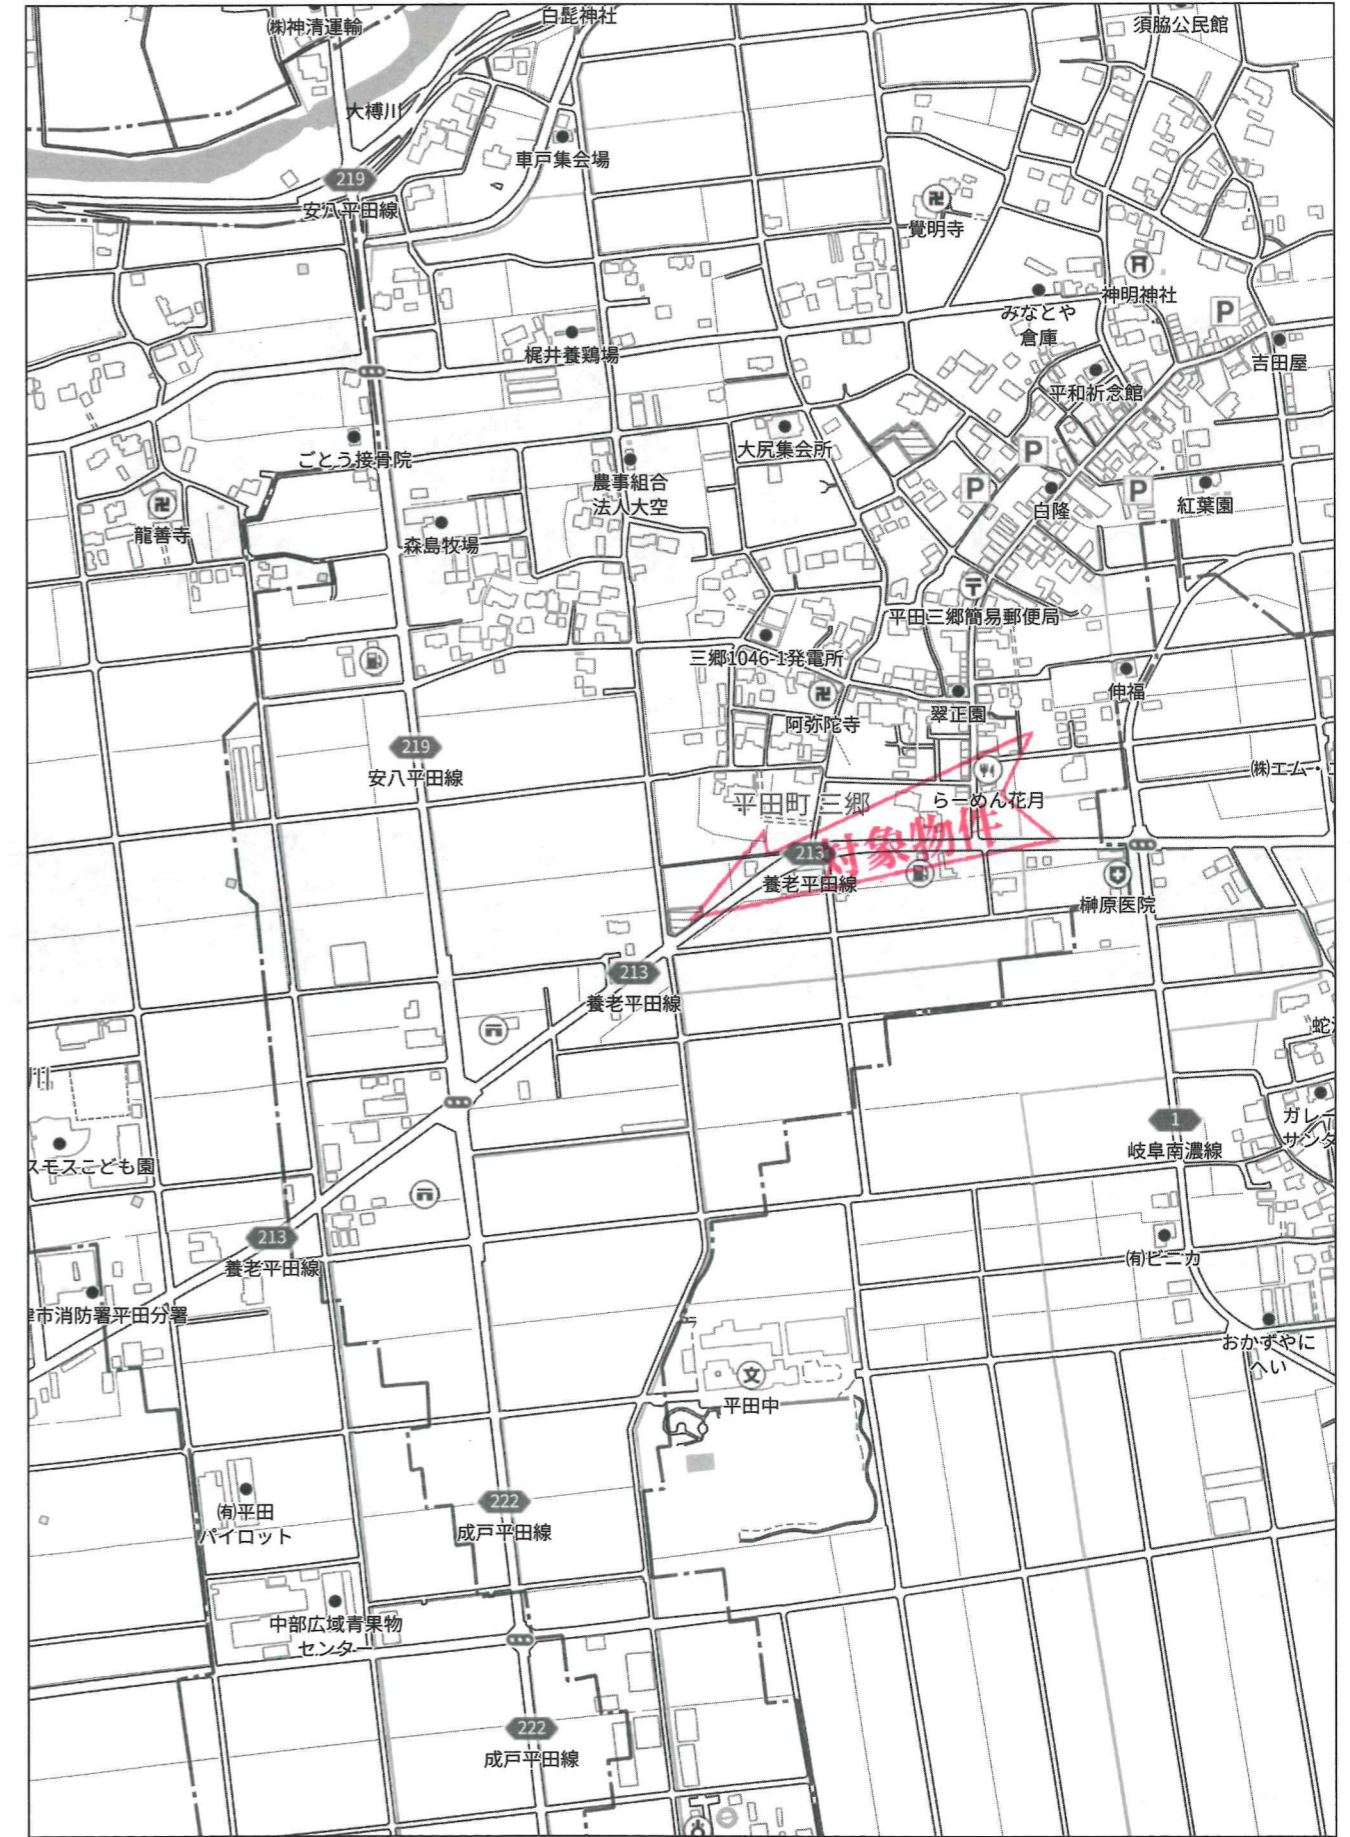 ㈱神清運輸
白髭神社
須脇公民館
大榑川
車戸集会場
219
安八平田線
覺明寺
神明神社
みなとや
倉庫
P
梶井養鶏場
吉田屋
平和祈念館
ごとう接骨院
大尻集会所
P
農事組合
法人大空
P
P
白隆
紅葉園
龍善寺
森島牧場
平田三郷簡易郵便局
三郷1046-1発電所
伸福
阿弥陀寺
翠正園
219
安八平田線
㈱エム・
平田町三郷
らーめん花月
対象物件
213
養老平田線
榊原医院
213
養老平田線
1
岐阜南濃線
ガレ
サン
スモスこども園
213
養老平田線
㈲ビニカ
市消防署平田分署
おかずやに
へい
文
平田中
㈲平田
パイロット
222
成戸平田線
中部広域青果物
センター
222
成戸平田線